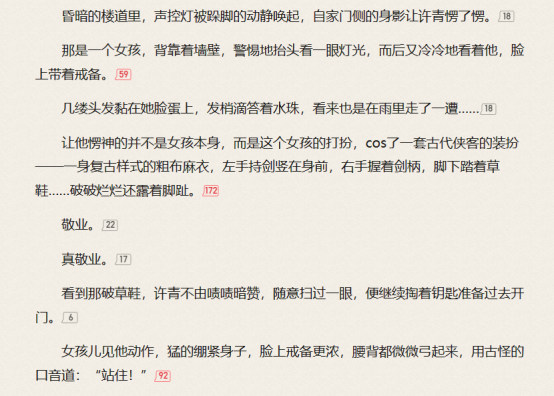 昏暗的楼道里，声控灯被跺脚的动静唤起，自家门侧的身影让许青愣了愣。 18
那是一个女孩，背靠着墙壁，警惕地抬头看一眼灯光，而后又冷冷地看着他，脸
上带着戒备。 59
几缕头发黏在她脸蛋上，发梢滴答着水珠，看来也是在雨里走了一遭…… 18
让他愣神的并不是女孩本身，而是这个女孩的打扮，cos了一套古代侠客的装扮
——一身复古样式的粗布麻衣，左手持剑竖在身前，右手握着剑柄，脚下踏着草
鞋……破破烂烂还露着脚趾。 172
敬业。 22
真敬业。 17
看到那破草鞋，许青不由啧啧暗赞，随意扫过一眼，便继续掏着钥匙准备过去开
门。 6
女孩儿见他动作，猛的绷紧身子，脸上戒备更浓，腰背都微微弓起来，用古怪的
口音道：“站住！” 92